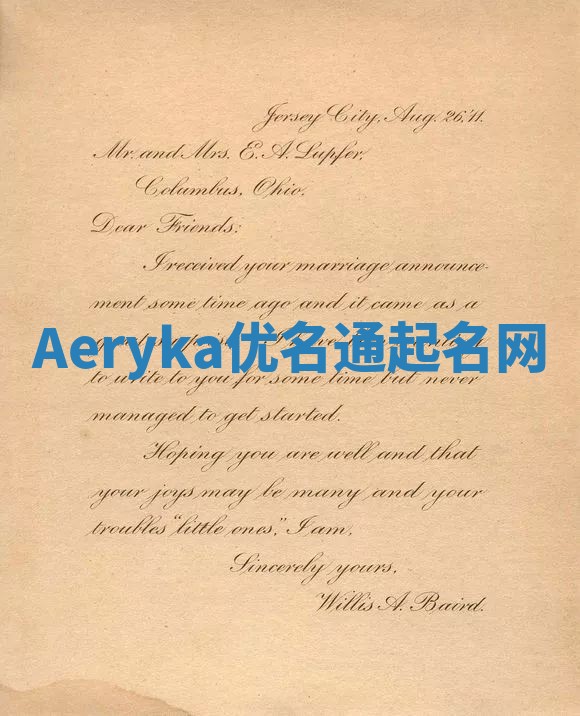 Jersey City, Aug. 26,'11.
Mr. and Mrs. E. A. Lupfer,
Columbus, Ohio.
Dear Friends:
I received your marriage announce-
ment some time ago and it came as a
Aeryka优名通起名网
to write to you for some time but never
managed to get started.
Hoping you are well and that
your joys may be many and your
troubles "little ones," I am,
Sincerely yours,
Willis A. Baird.